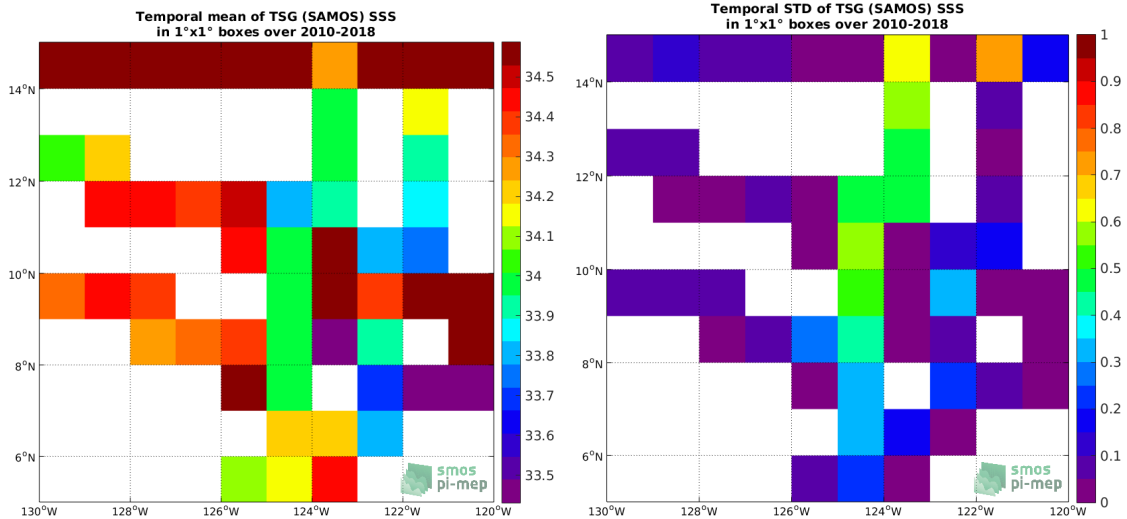 Temporal mean of TSG (SAMOS) SSS
in 1°x1° boxes over 2010-2018
14°N
12°N
10°N
8°N
6°N
130°W
128°W
126°W
124°W
122°W
120°W
34.5
34.4
34.3
34.2
34.1
34
33.9
33.8
33.7
33.6
33.5
smos
pi-mep
Temporal STD of TSG (SAMOS) SSS
in 1°x1° boxes over 2010-2018
14°N
12°N
10°N
8°N
6°N
130°W
128°W
126°W
124°W
122°W
120°W
1
0.9
0.8
0.7
0.6
0.5
0.4
0.3
0.2
0.1
0
smos
pi-mep